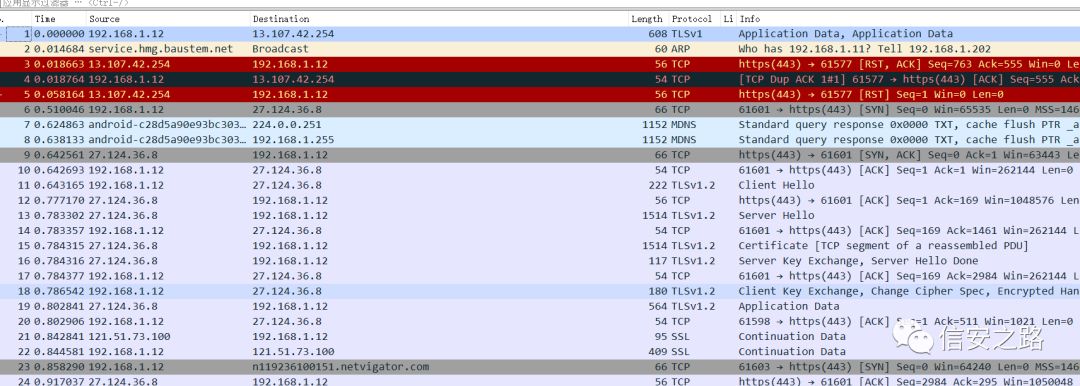 应用显示过滤器 … <Ctrl-/>
Time Source Destination Length Protocol Li Info
1 0.000000 192.168.1.12 13.107.42.254 608 TLSv1 Application Data, Application Data
2 0.014684 service.hmg.baustem.net Broadcast 60 ARP Who has 192.168.1.11? Tell 192.168.1.202
3 0.018663 13.107.42.254 192.168.1.12 56 TCP https(443) → 61577 [RST, ACK] Seq=763 Ack=555 Win=0 Le
4 0.018764 192.168.1.12 13.107.42.254 54 TCP [TCP Dup ACK 1#1] 61577 → https(443) [ACK] Seq=555 Ack
5 0.058164 13.107.42.254 192.168.1.12 56 TCP https(443) → 61577 [RST] Seq=1 Win=0 Len=0
6 0.510046 192.168.1.12 27.124.36.8 66 TCP 61601 → https(443) [SYN] Seq=0 Win=65535 Len=0 MSS=146
7 0.624863 android-c28d5a90e93bc303… 224.0.0.251 1152 MDNS Standard query response 0x0000 TXT, cache flush PTR _a
8 0.638133 android-c28d5a90e93bc303… 192.168.1.255 1152 MDNS Standard query response 0x0000 TXT, cache flush PTR _a
9 0.642561 27.124.36.8 192.168.1.12 66 TCP https(443) → 61601 [SYN, ACK] Seq=0 Ack=1 Win=63443 Len
10 0.642693 192.168.1.12 27.124.36.8 54 TCP 61601 → https(443) [ACK] Seq=1 Ack=1 Win=262144 Len=0
11 0.643165 192.168.1.12 27.124.36.8 222 TLSv1.2 Client Hello
12 0.777170 27.124.36.8 192.168.1.12 56 TCP https(443) → 61601 [ACK] Seq=1 Ack=169 Win=1048576 Len
13 0.783302 27.124.36.8 192.168.1.12 1514 TLSv1.2 Server Hello
14 0.783357 192.168.1.12 27.124.36.8 54 TCP 61601 → https(443) [ACK] Seq=169 Ack=1461 Win=262144 L
15 0.784315 27.124.36.8 192.168.1.12 1514 TLSv1.2 Certificate [TCP segment of a reassembled PDU]
16 0.784316 27.124.36.8 192.168.1.12 117 TLSv1.2 Server Key Exchange, Server Hello Done
17 0.784377 192.168.1.12 27.124.36.8 54 TCP 61601 → https(443) [ACK] Seq=169 Ack=2984 Win=262144 L
18 0.786542 192.168.1.12 27.124.36.8 180 TLSv1.2 Client Key Exchange, Change Cipher Spec, Encrypted Han
19 0.802841 27.124.36.8 192.168.1.12 564 TLSv1.2 Application Data
20 0.802906 192.168.1.12 27.124.36.8 54 TCP 61598 → https(443) [ACK] Seq=1 Ack=511 Win=1021 Len=0
21 0.842841 121.51.73.100 192.168.1.12 95 SSL Continuation Data
22 0.844581 192.168.1.12 121.51.73.100 409 SSL Continuation Data
23 0.858290 192.168.1.12 n119236100151.netvigator.com 66 TCP 61603 → https(443) [SYN] Seq=0 Win=64240 Len=0 MSS=146
24 0.917037 27.124.36.8 192.168.1.12 296 TLSv1.2
信安之路